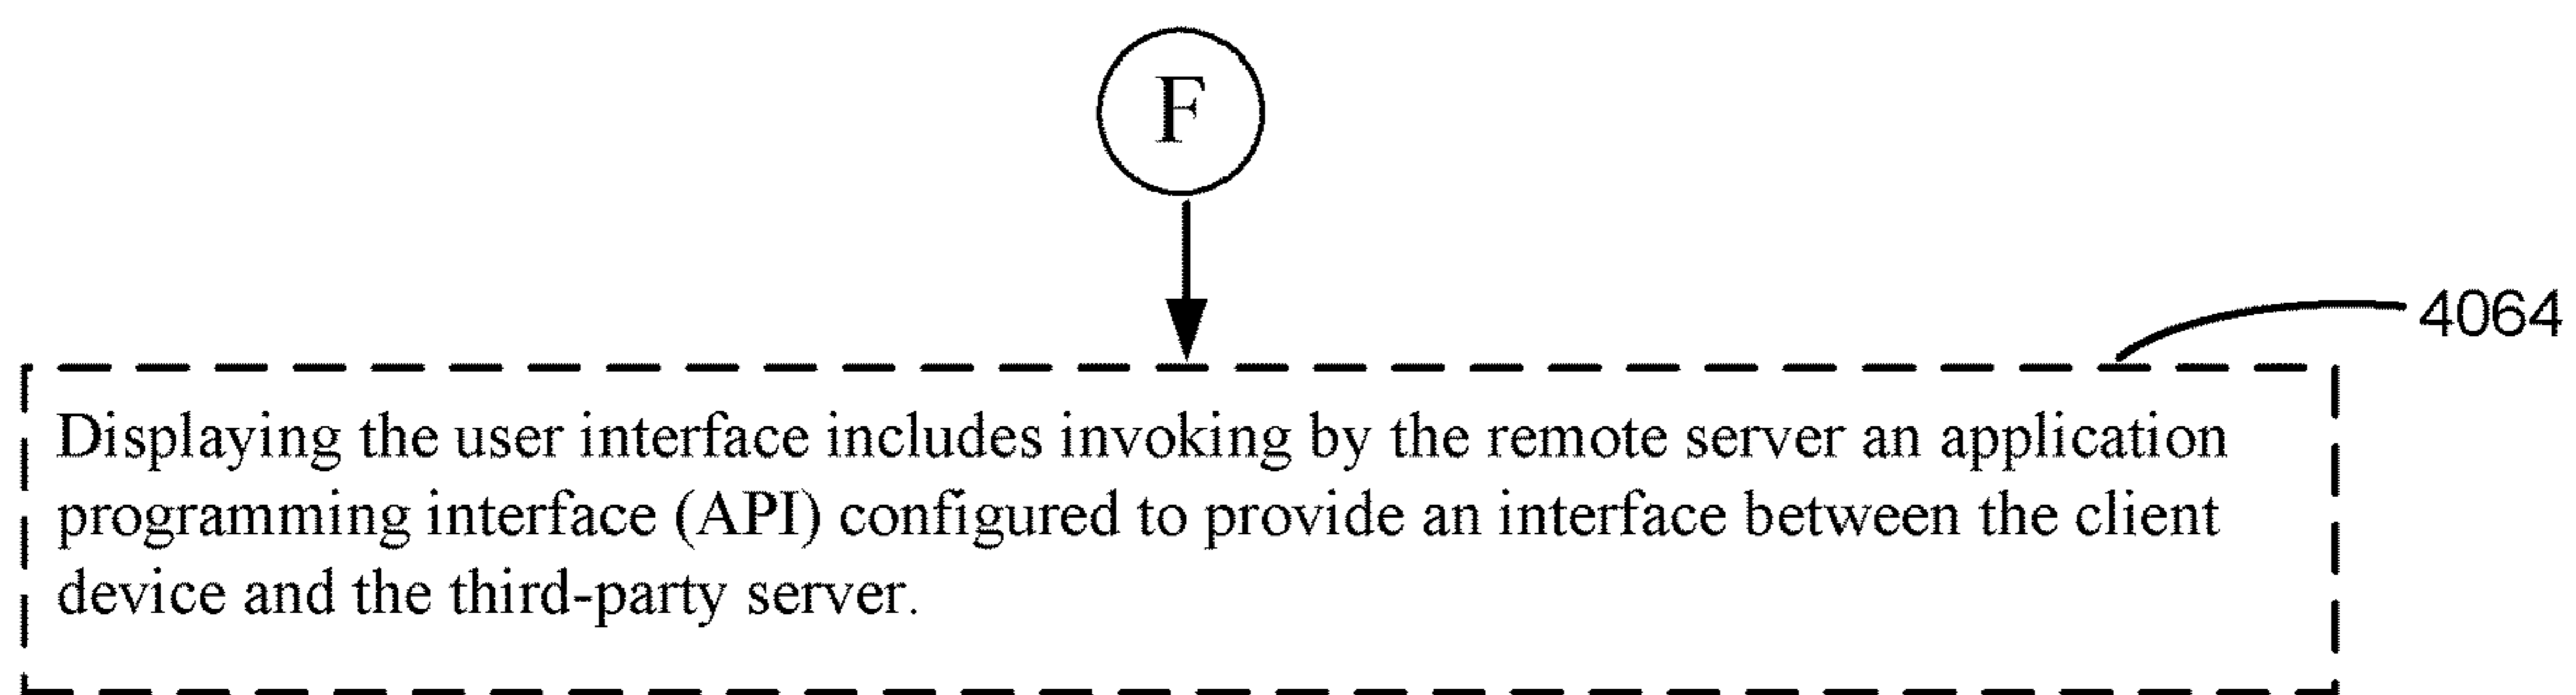 F
4064
Displaying the user interface includes invoking by the remote server an application
programming interface (API) configured to provide an interface between the client
device and the third-party server.